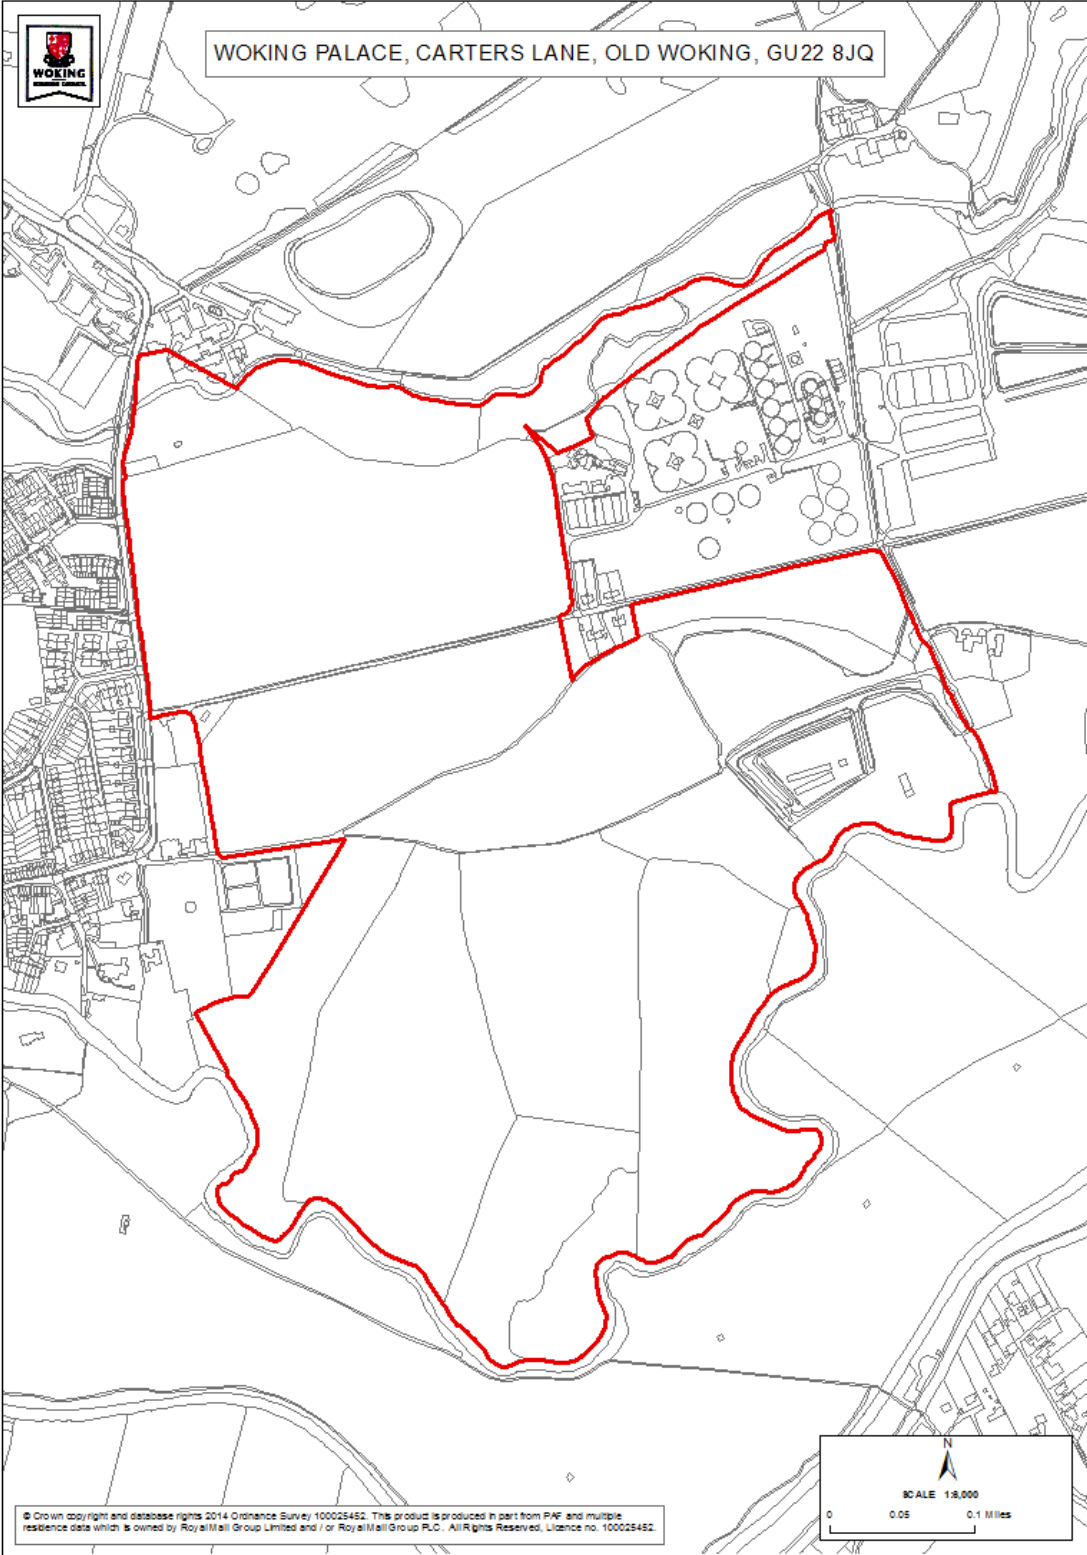 WOKING PALACE, CARTERS LANE, OLD WOKING, GU22 8JQ
WOKING
BOROUGH COUNCIL
N
SCALE 1:6,000
0 0.05 0.1 Miles
© Crown copyright and database rights 2014 Ordnance Survey 100025452. This product is produced in part from PAF and multiple
residence data which is owned by Royal Mail Group Limited and / or Royal Mail Group PLC. All Rights Reserved, Licence no. 100025452.